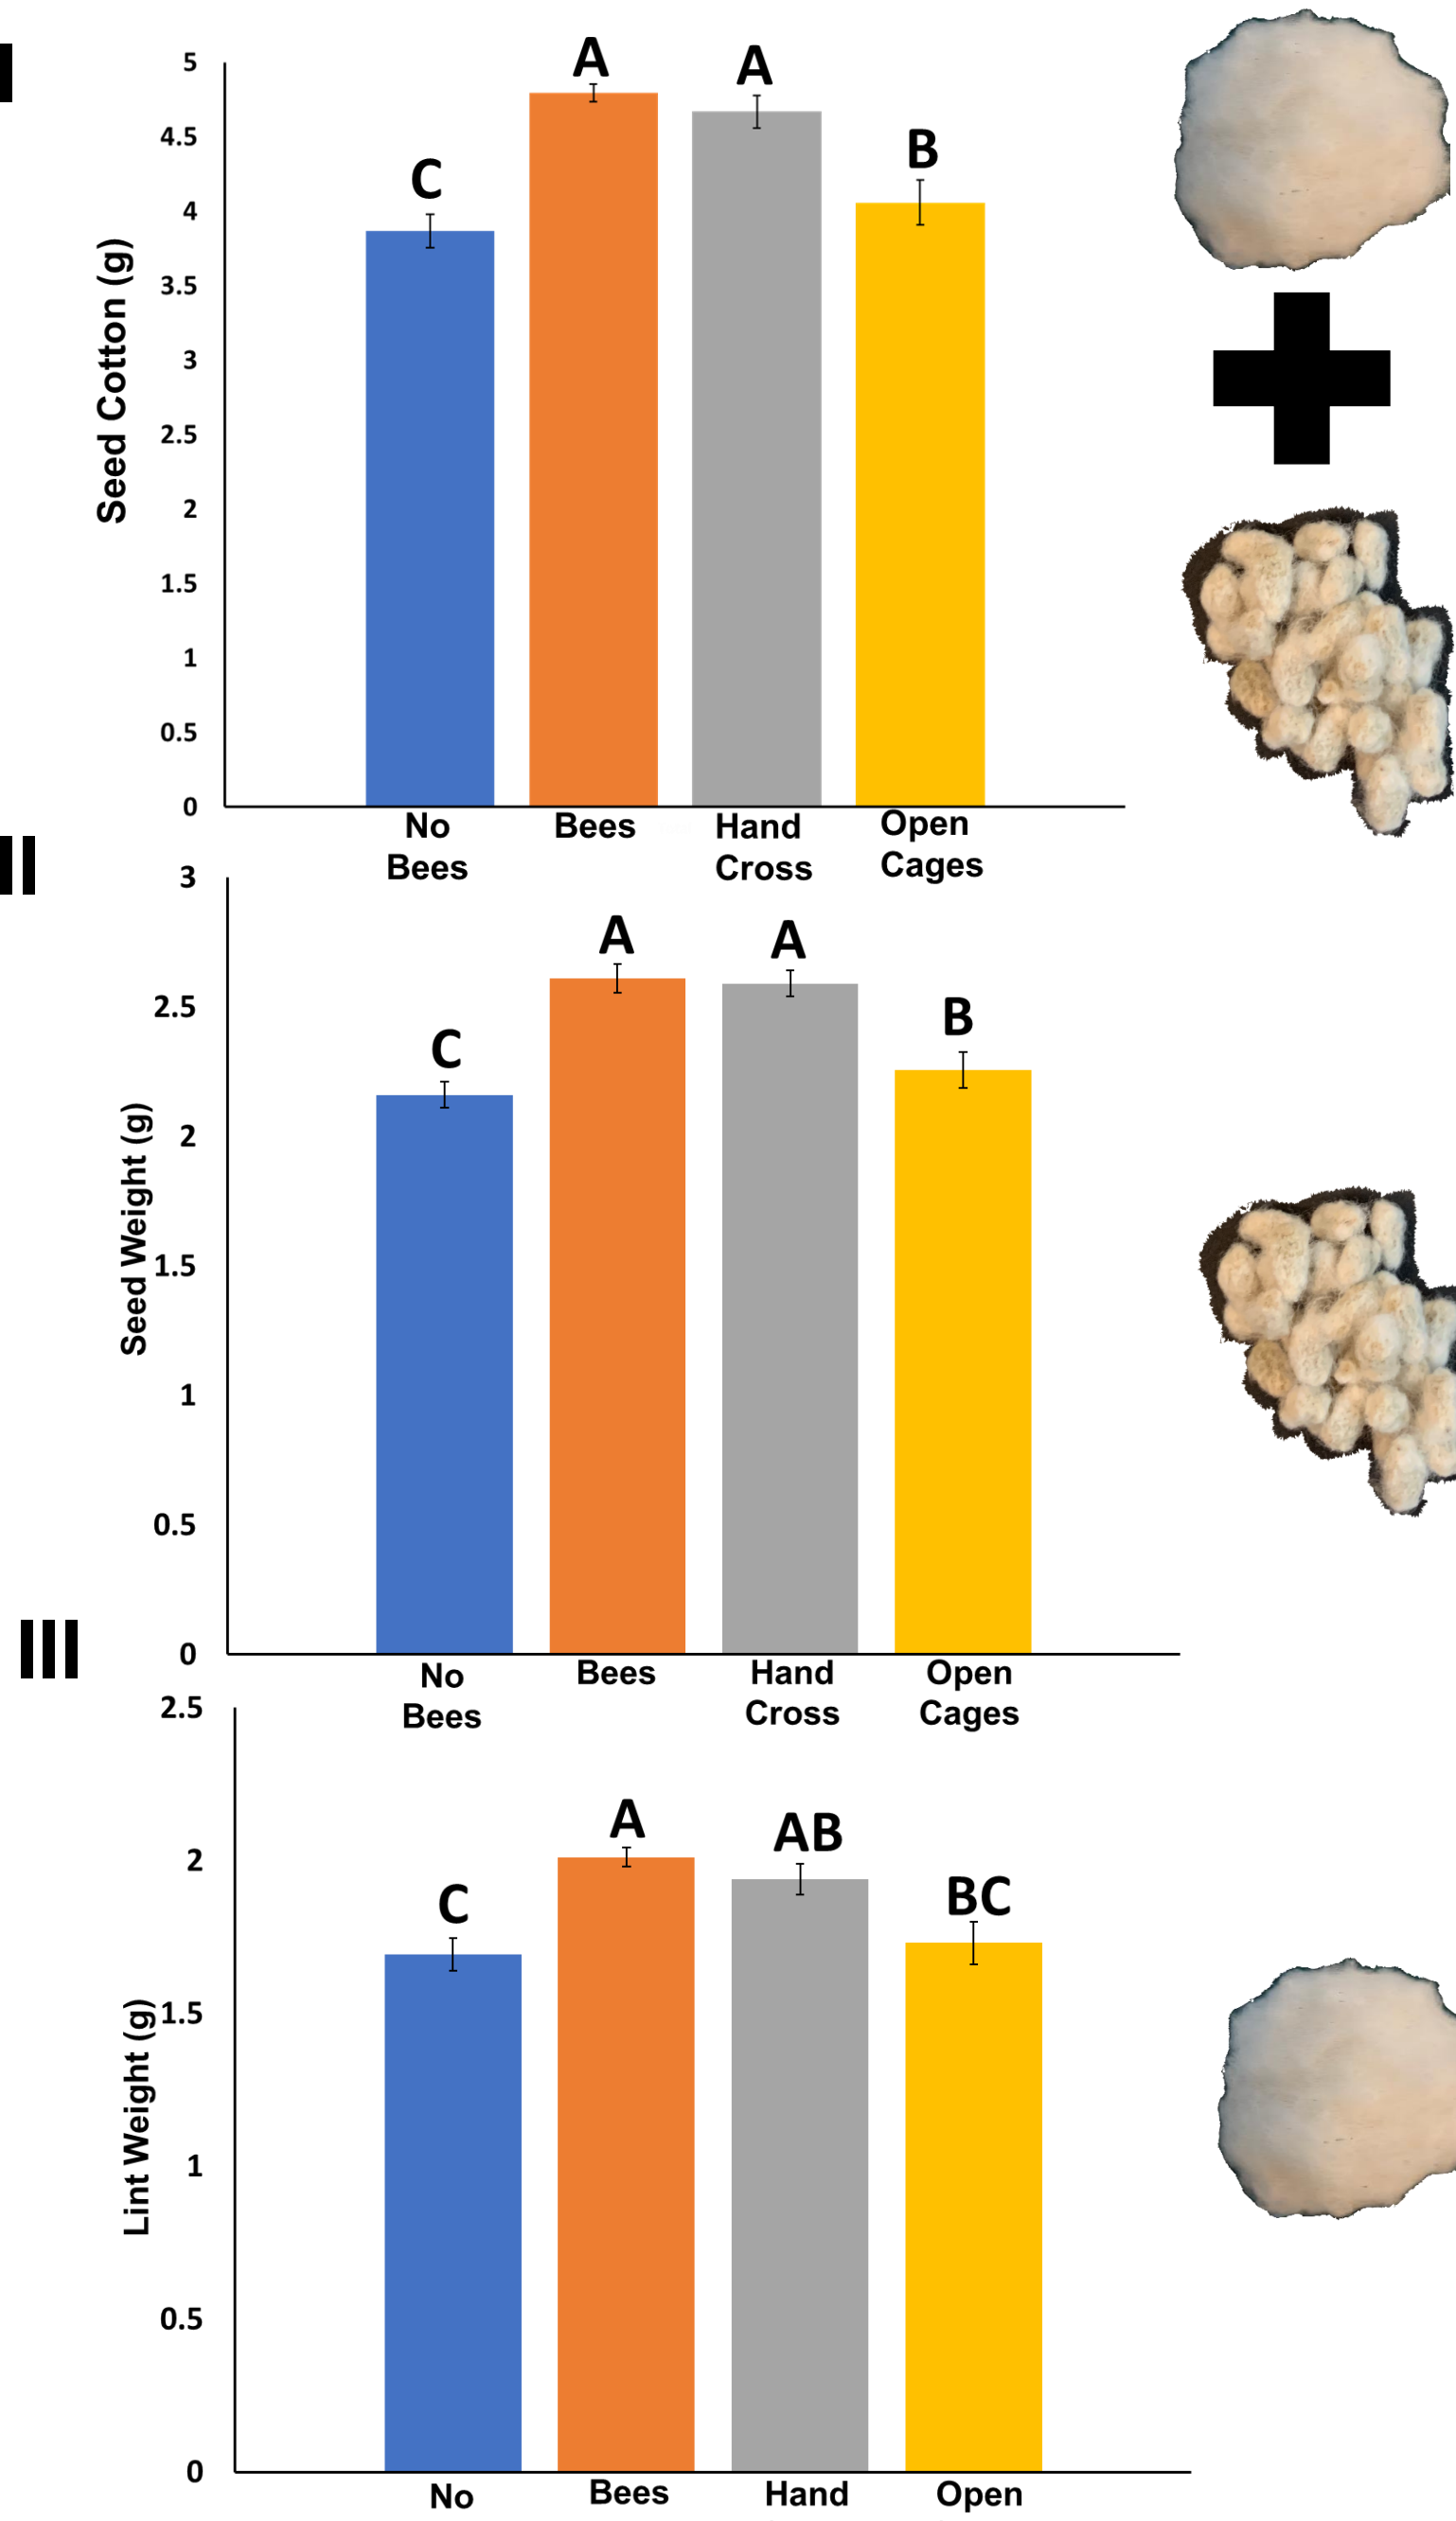 I
5
4.5
4
3.5
3
2.5
2
1.5
1
0.5
0
Seed Cotton (g)
C
A
A
B
No
Bees
Bees
Hand
Cross
Open
Cages
II
3
2.5
2
1.5
1
0.5
0
Seed Weight (g)
C
A
A
B
No
Bees
Bees
Hand
Cross
Open
Cages
III
2.5
2
1.5
1
0.5
0
Lint Weight (g)
C
A
AB
BC
No
Bees
Hand
Open